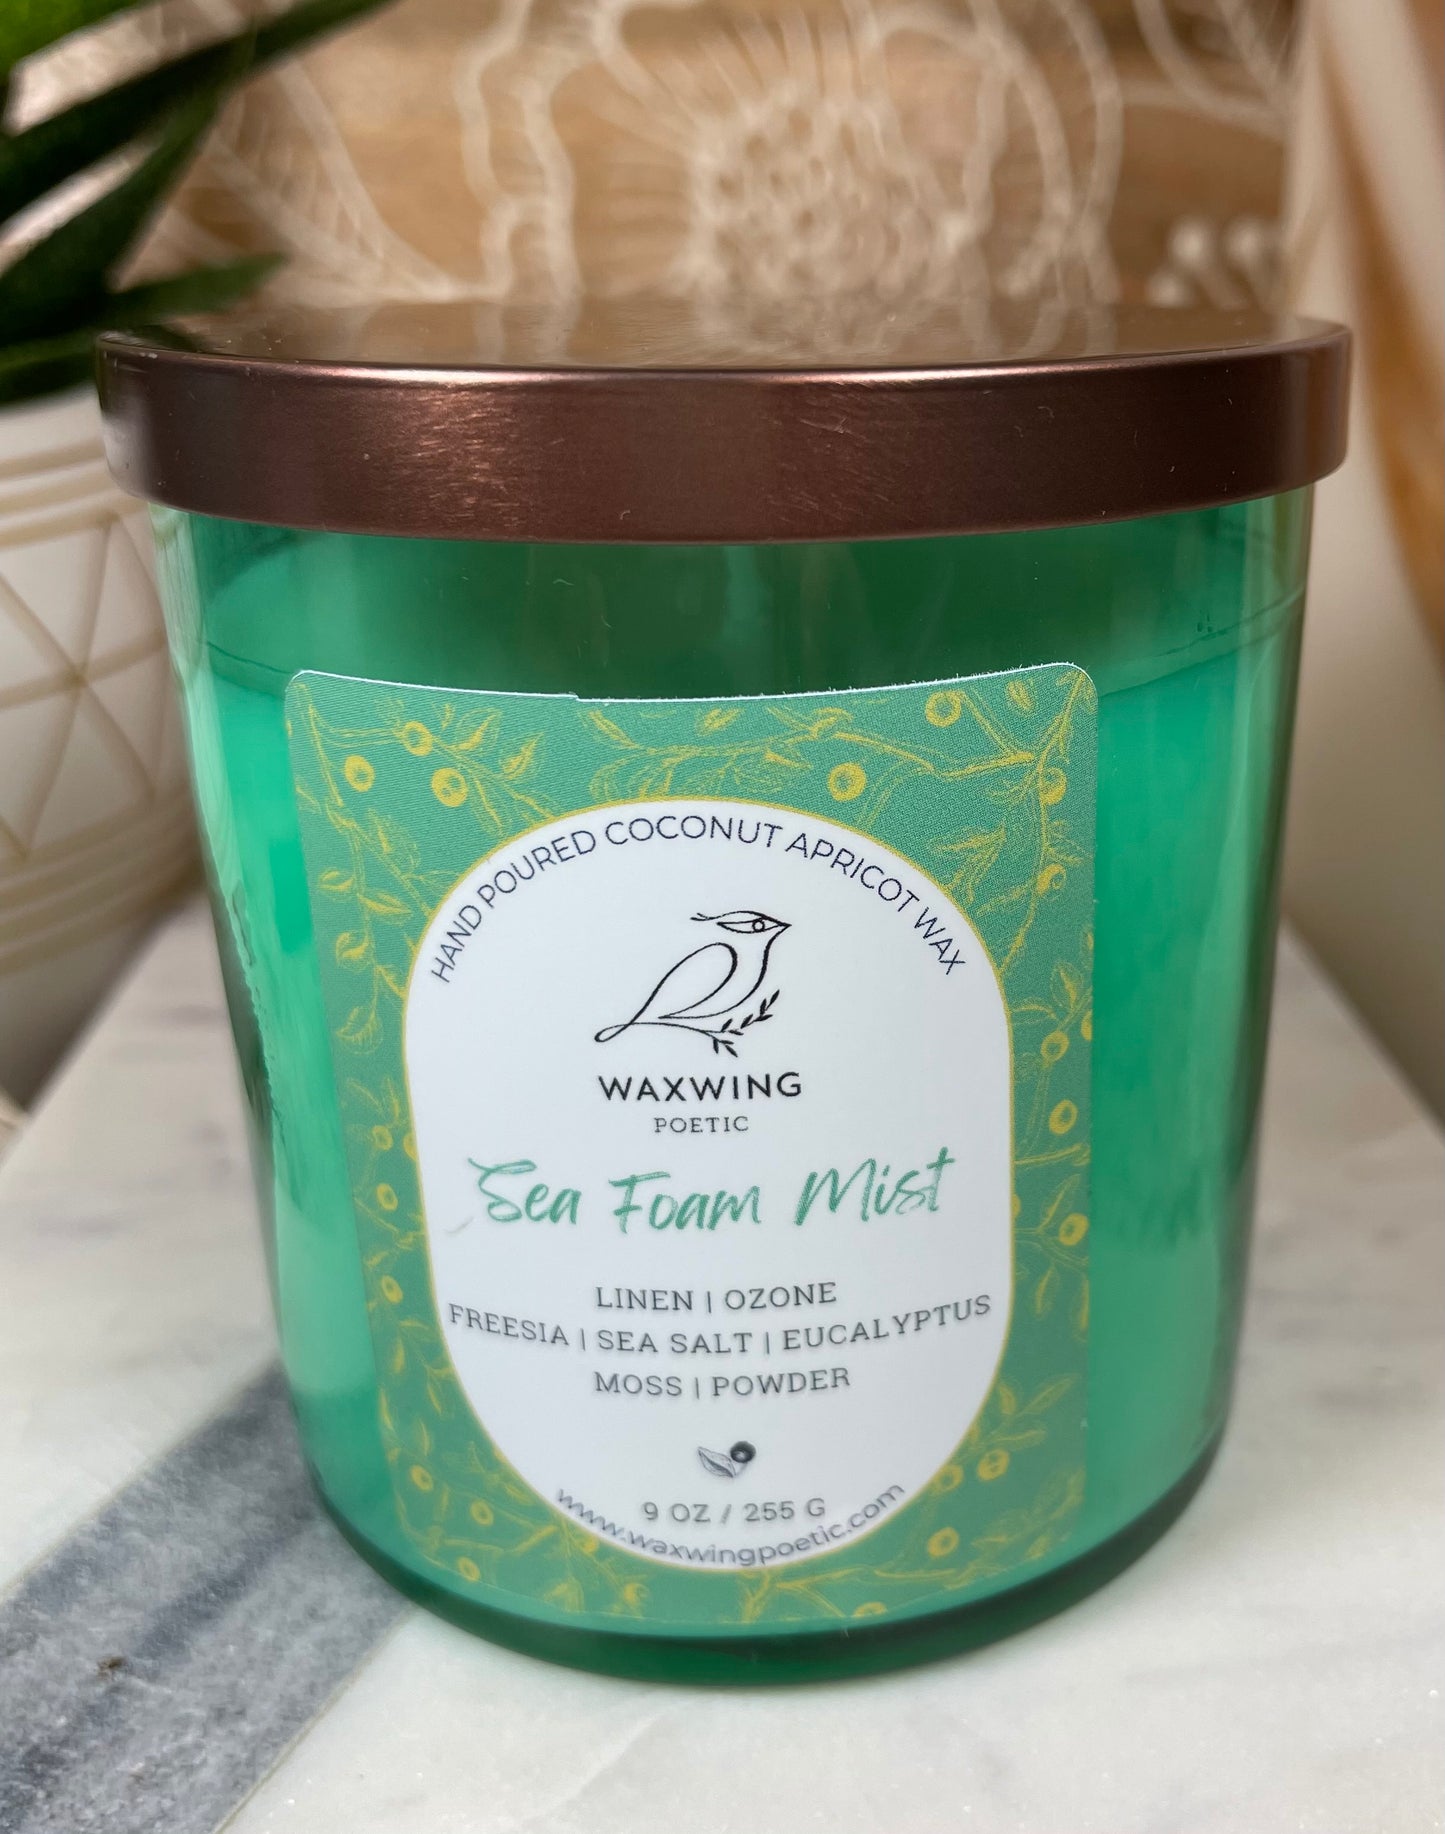 HAND POURED COCONUT APRICOT WAX
WAXWING
POETIC
Sea Foam Mist
LINEN | OZONE
FREESIA | SEA SALT | EUCALYPTUS
MOSS | POWDER
9 OZ / 255 G
www.waxwingpoetic.com